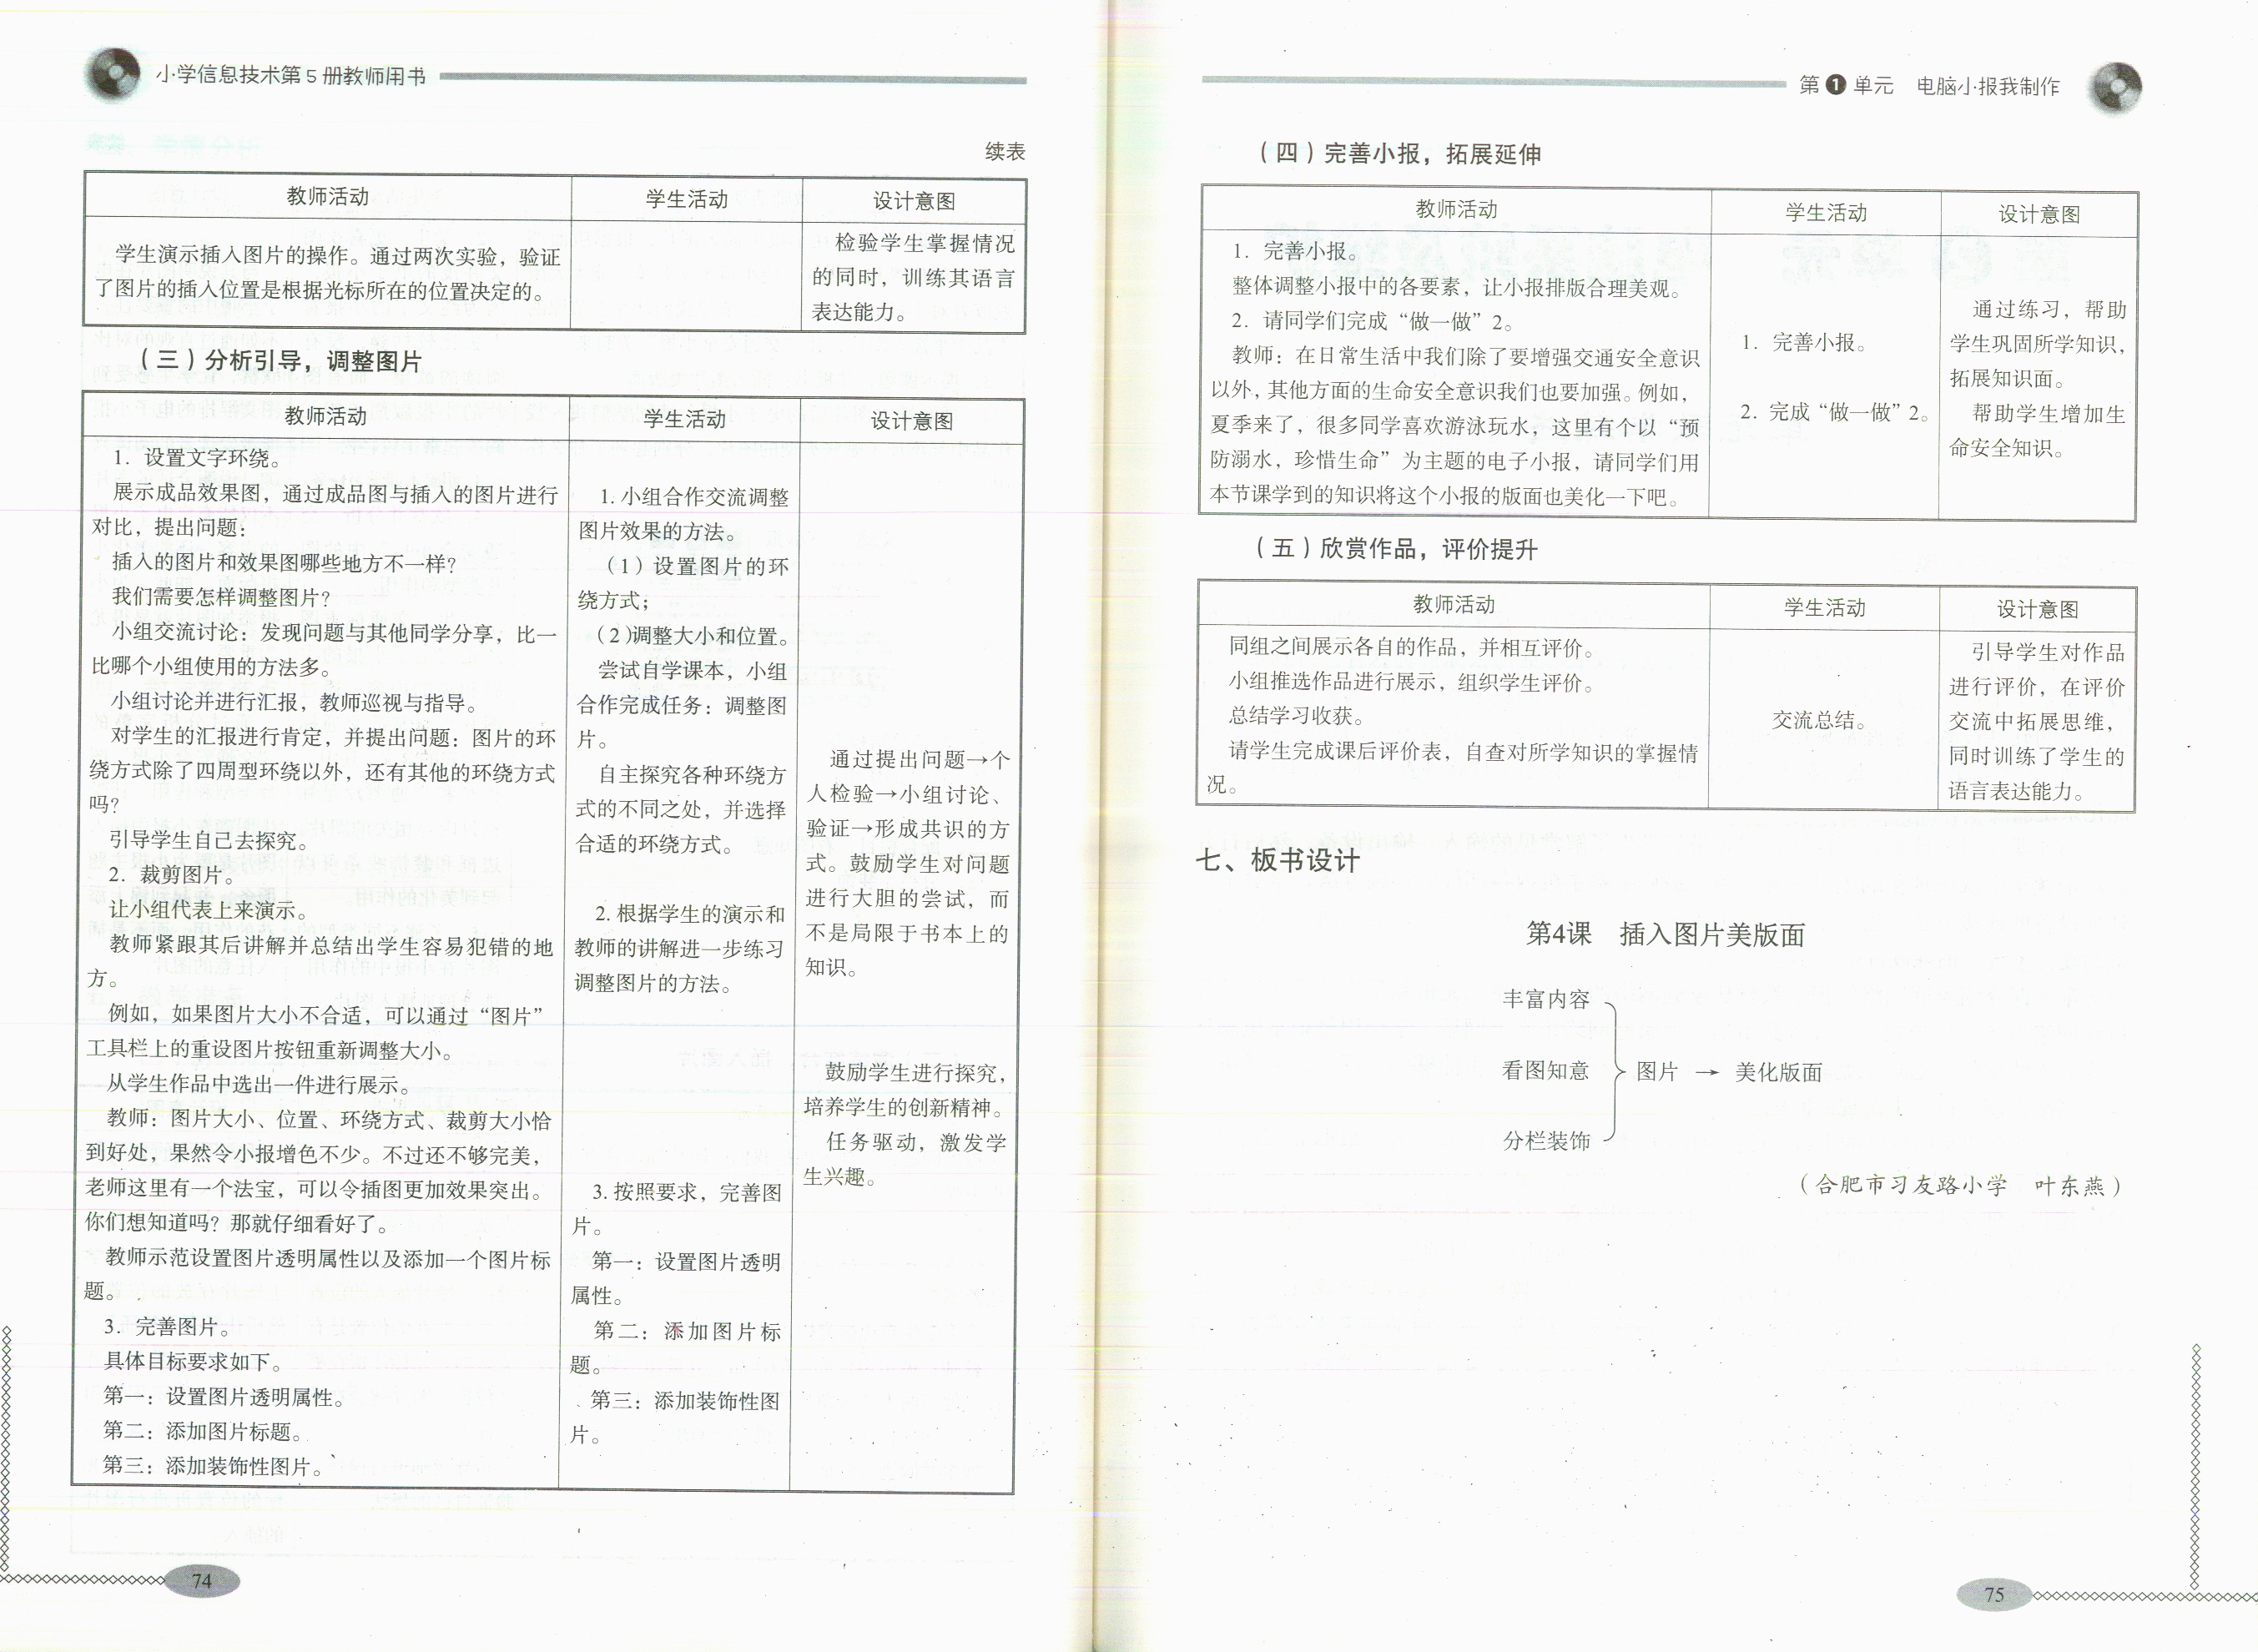 小学信息技术第5册教师用书
续表
教师活动
学生活动
设计意图
学生演示插入图片的操作。通过两次实验，验证
了图片的插入位置是根据光标所在的位置决定的。
检验学生掌握情况
的同时，训练其语言
表达能力。
（三）分析引导，调整图片
教师活动
学生活动
设计意图
1. 设置文字环绕。
展示成品效果图，通过成品图与插入的图片进行
对比，提出问题：
插入的图片和效果图哪些地方不一样？
我们需要怎样调整图片？
小组交流讨论：发现问题与其他同学分享，比一
比哪个小组使用的方法多。
小组讨论并进行汇报，教师巡视与指导。
对学生的汇报进行肯定，并提出问题：图片的环
绕方式除了四周型环绕以外，还有其他的环绕方式
吗？
引导学生自己去探究。
2. 裁剪图片。
让小组代表上来演示。
教师紧跟其后讲解并总结出学生容易犯错的地
方。
例如，如果图片大小不合适，可以通过“图片”
工具栏上的重设图片按钮重新调整大小。
从学生作品中选出一件进行展示。
教师：图片大小、位置、环绕方式、裁剪大小恰
到好处，果然令小报增色不少。不过还不够完美，
老师这里有一个法宝，可以令插图更加效果突出。
你们想知道吗？那就仔细看好了。
教师示范设置图片透明属性以及添加一个图片标
题。
3. 完善图片。
具体目标要求如下。
第一：设置图片透明属性。
第二：添加图片标题。
第三：添加装饰性图片。
1. 小组合作交流调整
图片效果的方法。
（1）设置图片的环
绕方式；
（2）调整大小和位置。
尝试自学课本，小组
合作完成任务：调整图
片。
自主探究各种环绕方
式的不同之处，并选择
合适的环绕方式。
2. 根据学生的演示和
教师的讲解进一步练习
调整图片的方法。
3. 按照要求，完善图
片。
第一：设置图片透明
属性。
第二：添加图片标
题。
第三：添加装饰性图
片。
通过提出问题→个
人检验→小组讨论、
验证→形成共识的方
式。鼓励学生对问题
进行大胆的尝试，而
不是局限于书本上的
知识。
鼓励学生进行探究，
培养学生的创新精神。
任务驱动，激发学
生兴趣。
74
第1单元 电脑小报我制作
（四）完善小报，拓展延伸
教师活动
学生活动
设计意图
1. 完善小报。
整体调整小报中的各要素，让小报排版合理美观。
2. 请同学们完成“做一做”2。
教师：在日常生活中我们除了要增强交通安全意识
以外，其他方面的生命安全意识我们也要加强。例如，
夏季来了，很多同学喜欢游泳玩水，这里有个以“预
防溺水，珍惜生命”为主题的电子小报，请同学们用
本节课学到的知识将这个小报的版面也美化一下吧。
1. 完善小报。
2. 完成“做一做”2。
通过练习，帮助
学生巩固所学知识，
拓展知识面。
帮助学生增加生
命安全知识。
（五）欣赏作品，评价提升
教师活动
学生活动
设计意图
同组之间展示各自的作品，并相互评价。
小组推选作品进行展示，组织学生评价。
总结学习收获。
请学生完成课后评价表，自查对所学知识的掌握情
况。
交流总结。
引导学生对作品
进行评价，在评价
交流中拓展思维，
同时训练了学生的
语言表达能力。
七、板书设计
第4课 插入图片美版面
丰富内容
看图知意
分栏装饰
图片 → 美化版面
（合肥市习友路小学 叶东燕）
75